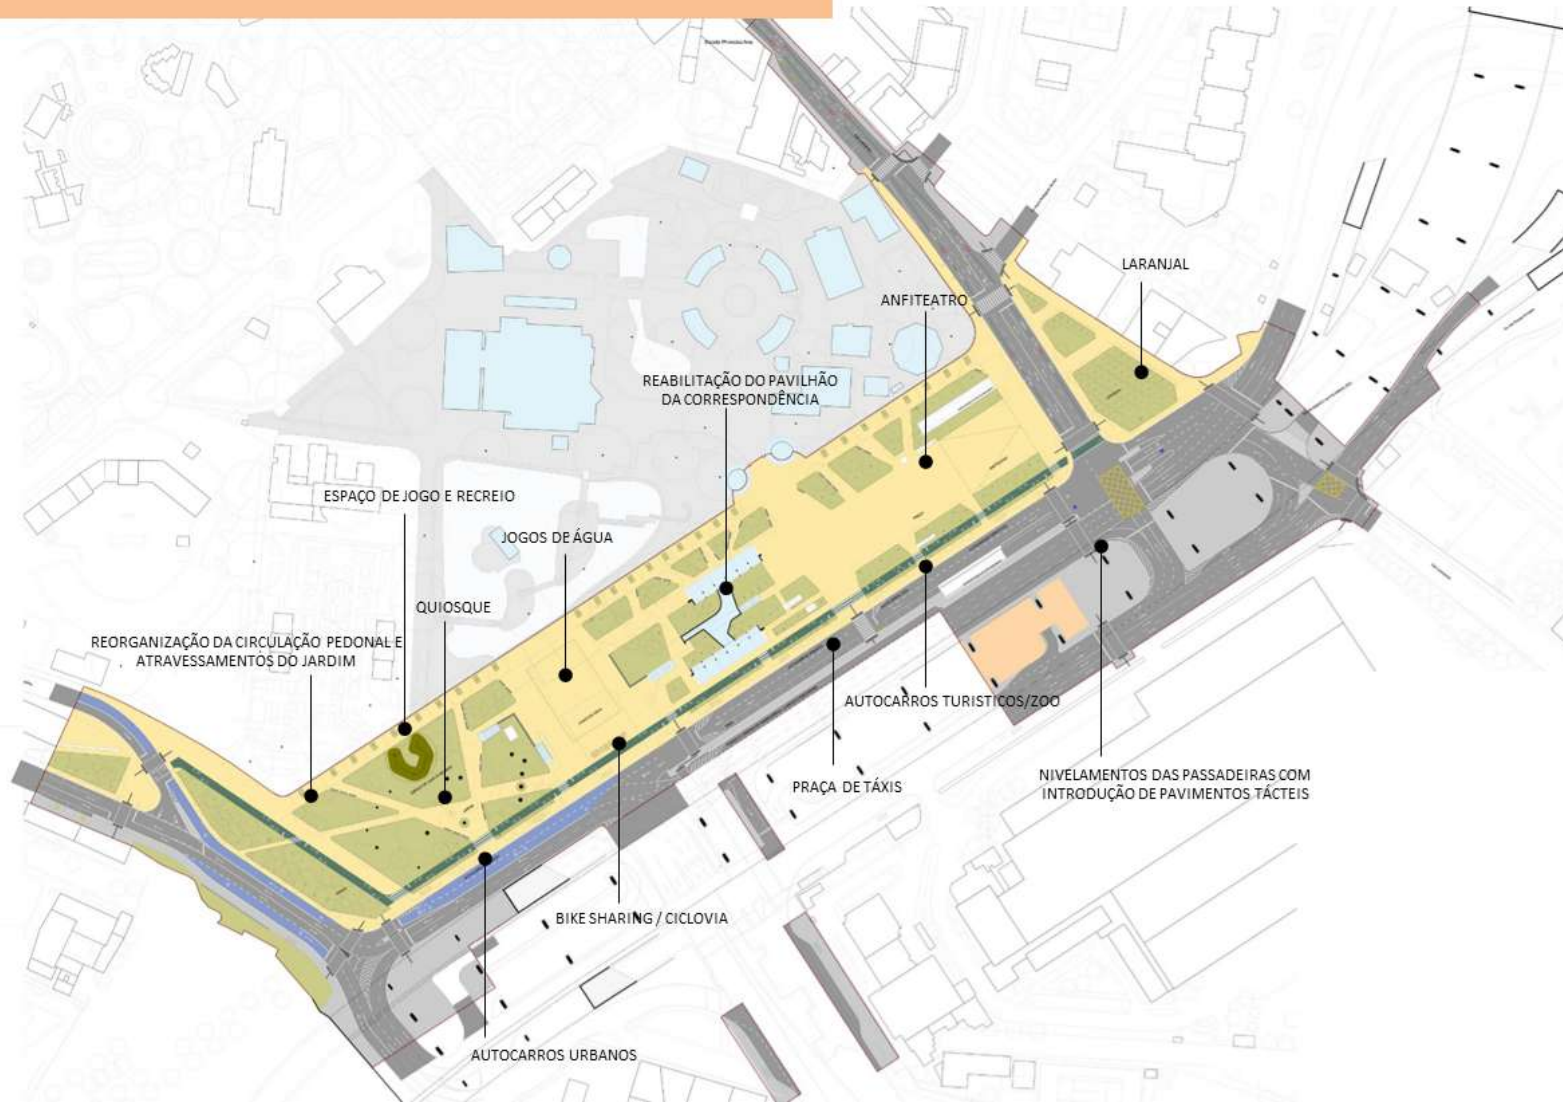 LARANJAL
ANFITEATRO
REABILITAÇÃO DO PAVILHÃO
DA CORRESPONDÊNCIA
ESPAÇO DE JOGO E RECREIO
JOGOS DE ÁGUA
QUIOSQUE
REORGANIZAÇÃO DA CIRCULAÇÃO PEDONAL E
ATRAVESSAMENTOS DO JARDIM
AUTOCARROS TURISTICOS/ZOO
PRAÇA DE TÁXIS
NIVELAMENTOS DAS PASSADEIRAS COM
INTRODUÇÃO DE PAVIMENTOS TÁCTEIS
BIKE SHARING / CICLOVIA
AUTOCARROS URBANOS